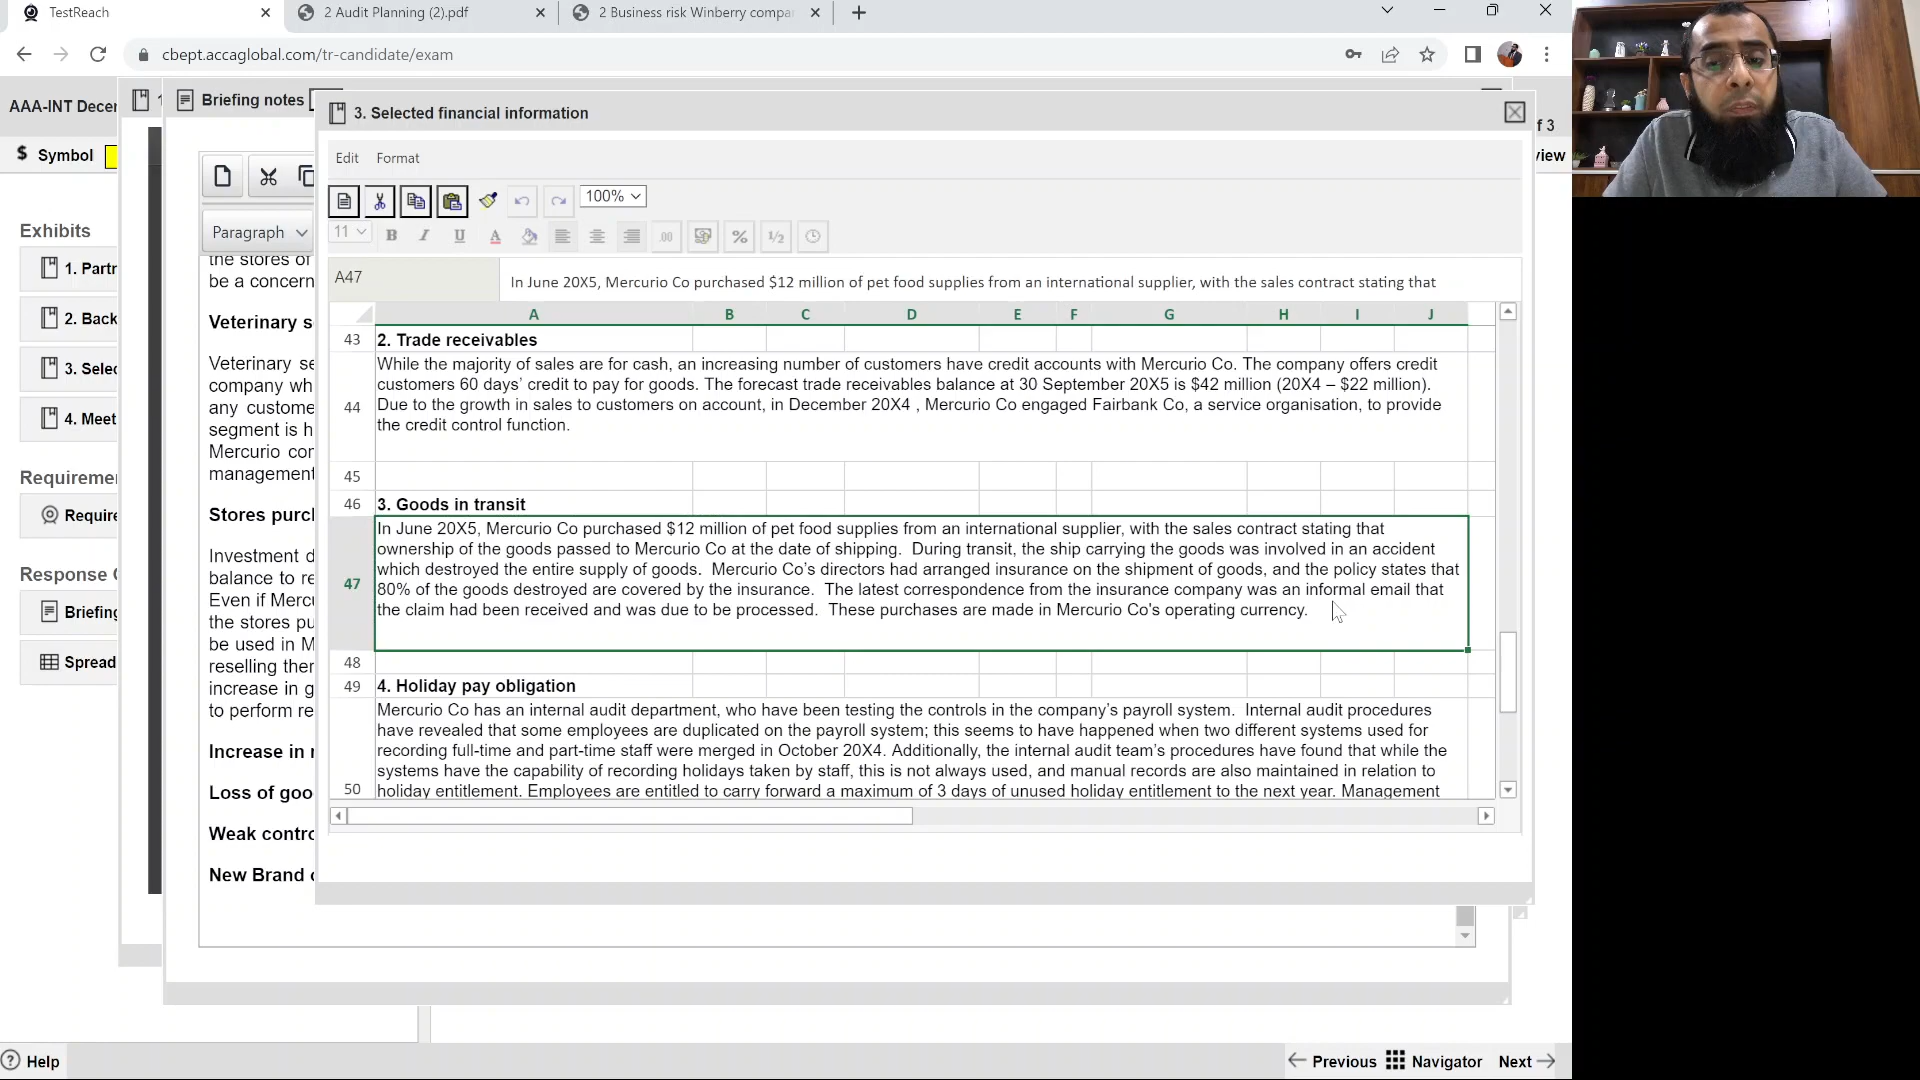 TestReach
2 Audit Planning (2).pdf
2 Business risk Winberry compa
cbept.accaglobal.com/tr-candidate/exam
AAA-INT Decem
Briefing notes
3. Selected financial information
of 3
$ Symbol
view
Edit Format
100%
Paragraph
11
Exhibits
1. Partn
2. Back
3. Selec
4. Meet
Requiremen
Require
Response O
Briefing
Spread
the stores of
be a concern
Veterinary s
Veterinary se
company wh
any custome
segment is h
Mercurio con
management
Stores purch
Investment d
balance to re
Even if Mercu
the stores pu
be used in M
reselling then
increase in g
to perform re
Increase in r
Loss of goo
Weak contro
New Brand
A47
In June 20X5, Mercurio Co purchased $12 million of pet food supplies from an international supplier, with the sales contract stating that
A B C D E F G H I J
43 2. Trade receivables
While the majority of sales are for cash, an increasing number of customers have credit accounts with Mercurio Co. The company offers credit
customers 60 days' credit to pay for goods. The forecast trade receivables balance at 30 September 20X5 is $42 million (20X4 – $22 million).
44
Due to the growth in sales to customers on account, in December 20X4 , Mercurio Co engaged Fairbank Co, a service organisation, to provide
the credit control function.
45
46 3. Goods in transit
In June 20X5, Mercurio Co purchased $12 million of pet food supplies from an international supplier, with the sales contract stating that
ownership of the goods passed to Mercurio Co at the date of shipping. During transit, the ship carrying the goods was involved in an accident
which destroyed the entire supply of goods. Mercurio Co's directors had arranged insurance on the shipment of goods, and the policy states that
47
80% of the goods destroyed are covered by the insurance. The latest correspondence from the insurance company was an informal email that
the claim had been received and was due to be processed. These purchases are made in Mercurio Co's operating currency.
48
49 4. Holiday pay obligation
Mercurio Co has an internal audit department, who have been testing the controls in the company's payroll system. Internal audit procedures
have revealed that some employees are duplicated on the payroll system; this seems to have happened when two different systems used for
recording full-time and part-time staff were merged in October 20X4. Additionally, the internal audit team's procedures have found that while the
systems have the capability of recording holidays taken by staff, this is not always used, and manual records are also maintained in relation to
50
holiday entitlement. Employees are entitled to carry forward a maximum of 3 days of unused holiday entitlement to the next year. Management
Help
Previous Navigator Next